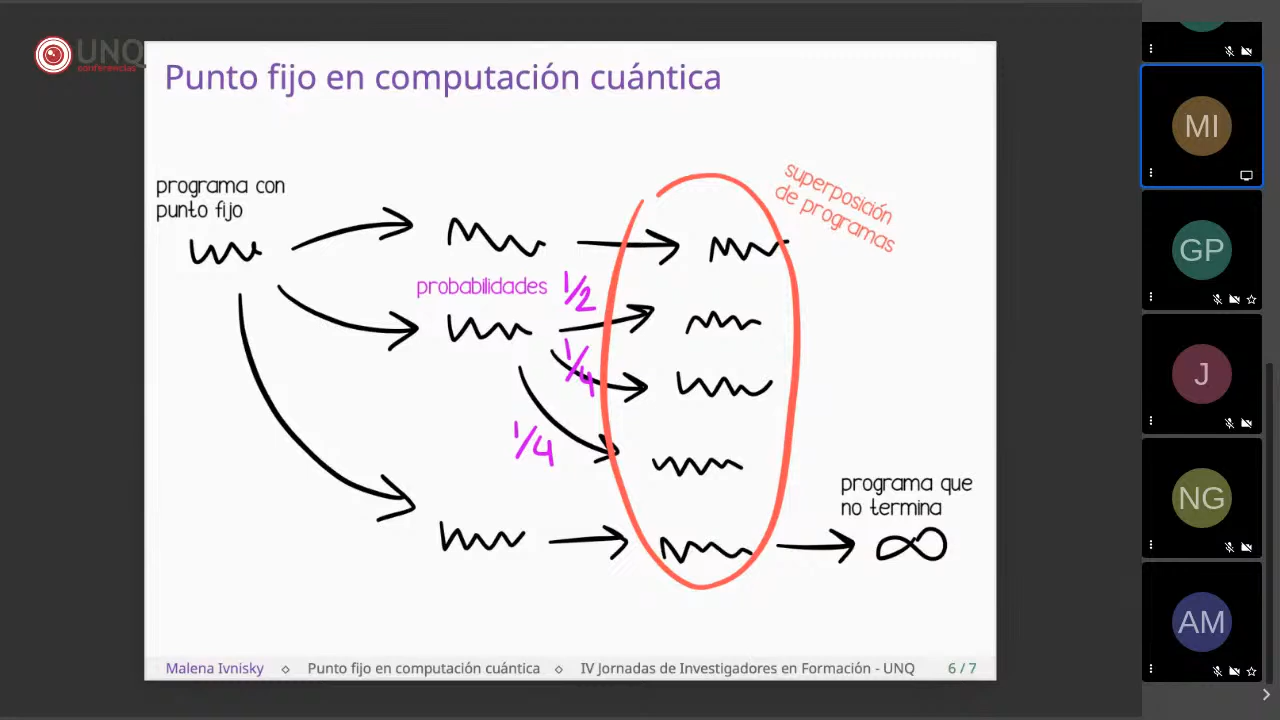 UNQ
conferencias
Punto fijo en computación cuántica
programa con
punto fijo
superposición
de programas
probabilidades
1/2
1/4
1/4
programa que
no termina
∞
Malena Ivnisky ◇ Punto fijo en computación cuántica ◇ IV Jornadas de Investigadores en Formación - UNQ 6 / 7
MI
GP
J
NG
AM